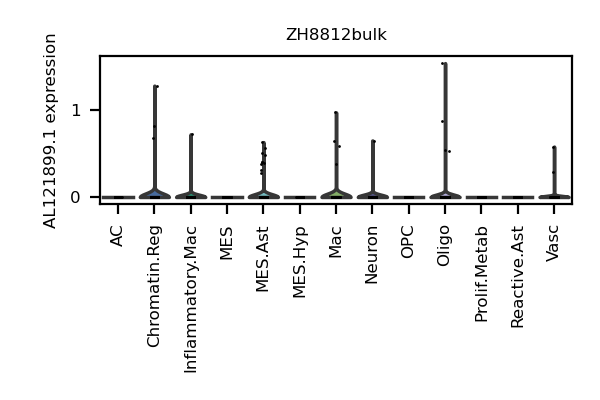 ZH8812bulk
AL121899.1 expression
1
0
AC
Chromatin.Reg
Inflammatory.Mac
MES
MES.Ast
MES.Hyp
Mac
Neuron
OPC
Oligo
Prolif.Metab
Reactive.Ast
Vasc